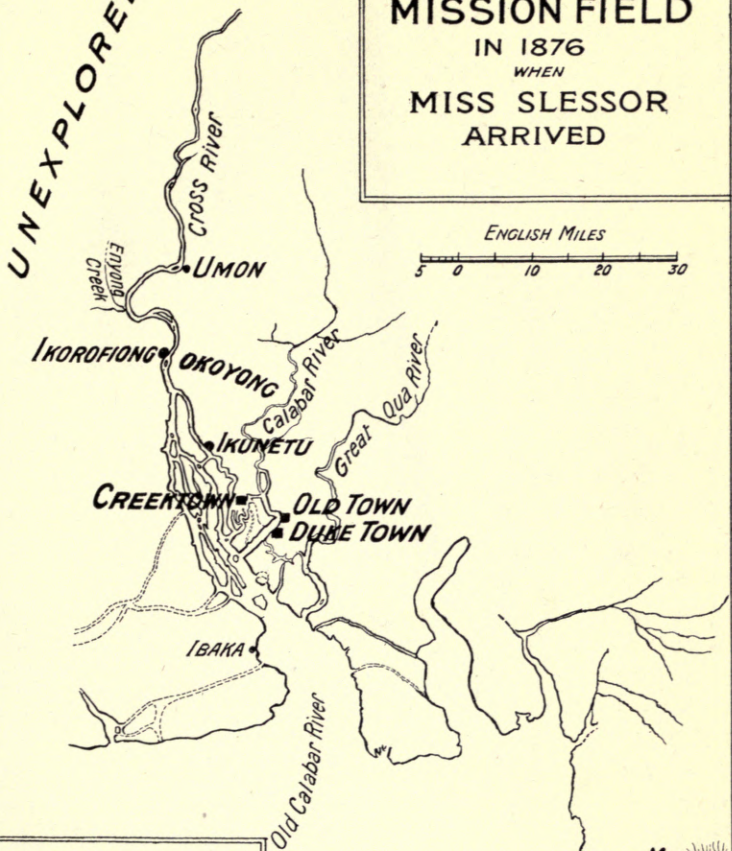 MISSION FIELD
IN 1876
WHEN
MISS SLESSOR
ARRIVED
ENGLISH MILES
5 0 10 20 30
Cross River
Enyong
Creek
UMON
IKOROFIONG
OKOYONG
Calabar River
Great Qua River
IKUNETU
CREEKTOWN
OLD TOWN
DUKE TOWN
IBAKA
Old Calabar River